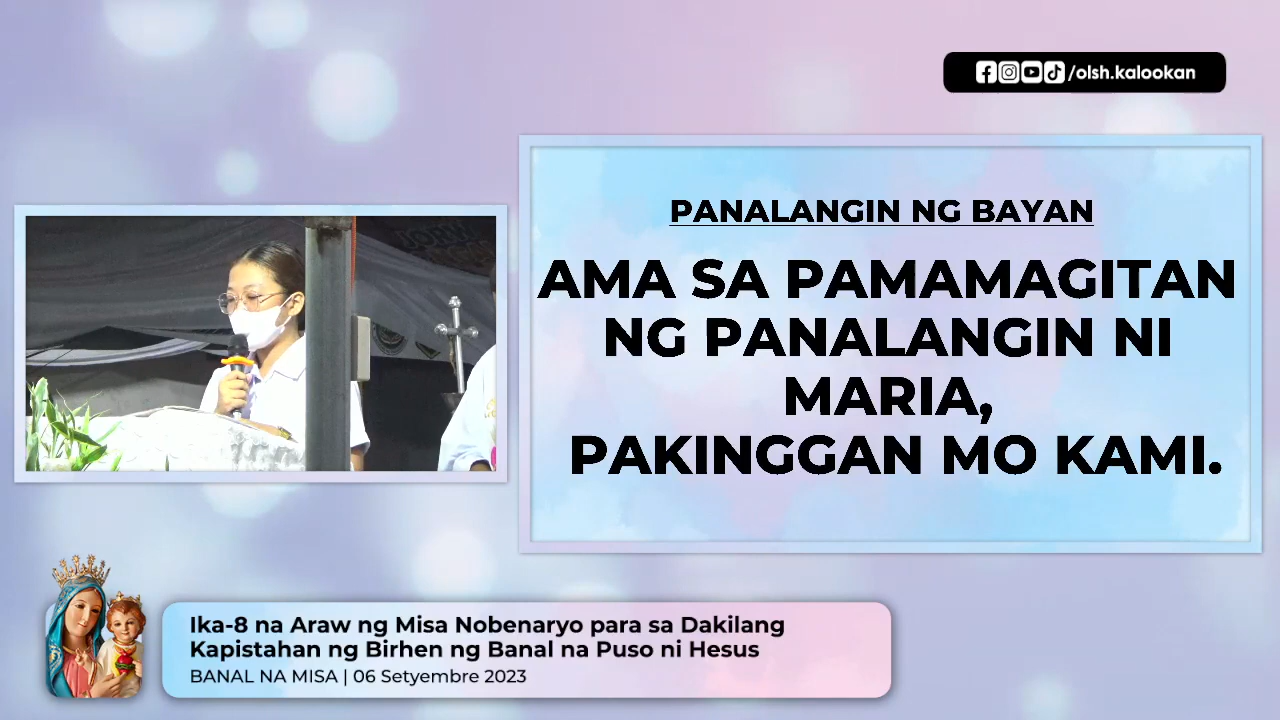 /olsh.kalookan
PANALANGIN NG BAYAN
AMA SA PAMAMAGITAN
NG PANALANGIN NI
MARIA,
PAKINGGAN MO KAMI.
Ika-8 na Araw ng Misa Nobenaryo para sa Dakilang
Kapistahan ng Birhen ng Banal na Puso ni Hesus
BANAL NA MISA | 06 Setyembre 2023